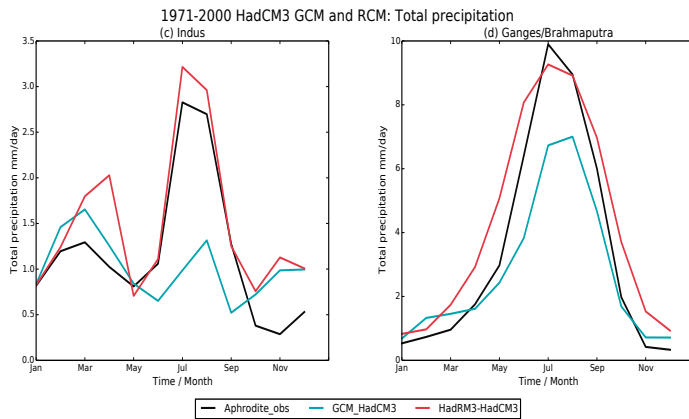 1971-2000 HadCM3 GCM and RCM: Total precipitation
(c) Indus
Total precipitation mm/day
3.5
3.0
2.5
2.0
1.5
1.0
0.5
0.0
Jan Mar May Jul Sep Nov
Time / Month
(d) Ganges/Brahmaputra
Total precipitation mm/day
10
8
6
4
2
0
Jan Mar May Jul Sep Nov
Time / Month
Aphrodite_obs GCM_HadCM3 HadRM3-HadCM3